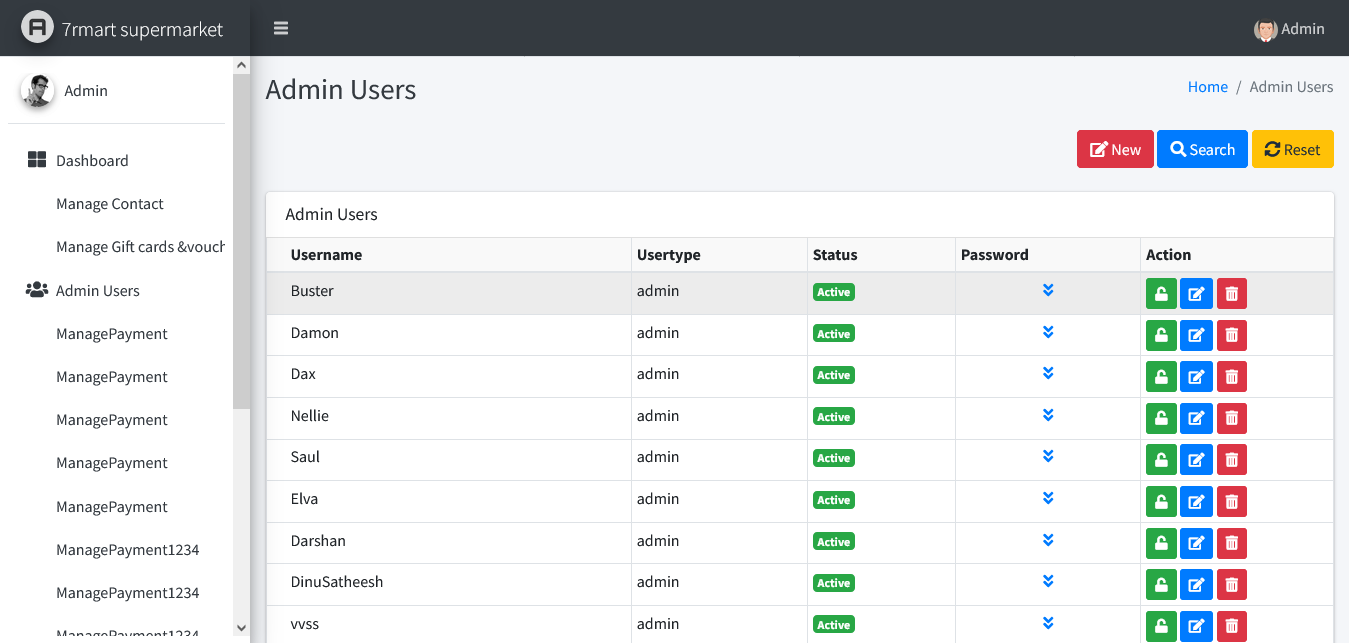 7rmart supermarket
Admin
Admin
Dashboard
Manage Contact
Manage Gift cards &vouch
Admin Users
ManagePayment
ManagePayment
ManagePayment
ManagePayment
ManagePayment
ManagePayment1234
ManagePayment1234
ManagePayment1234
Admin Users
Home / Admin Users
New Search Reset
Admin Users
Username Usertype Status Password Action
Buster admin Active
Damon admin Active
Dax admin Active
Nellie admin Active
Saul admin Active
Elva admin Active
Darshan admin Active
DinuSatheesh admin Active
vvss admin Active